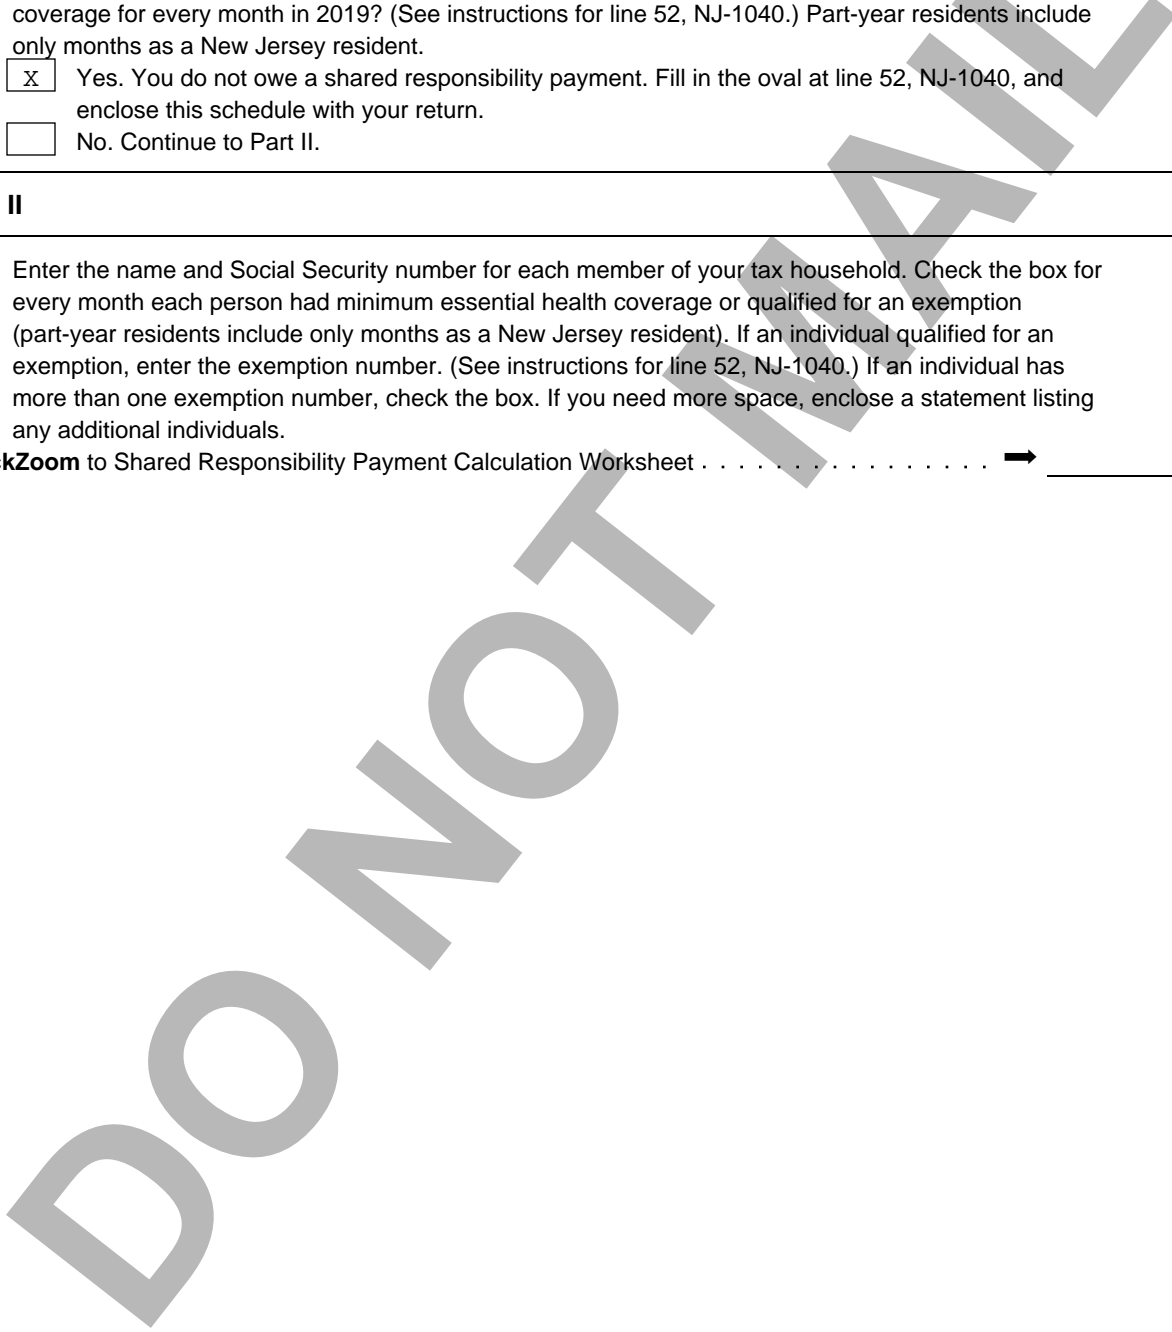 coverage for every month in 2019? (See instructions for line 52, NJ-1040.) Part-year residents include
only months as a New Jersey resident.
X Yes. You do not owe a shared responsibility payment. Fill in the oval at line 52, NJ-1040, and
enclose this schedule with your return.
No. Continue to Part II.
II
Enter the name and Social Security number for each member of your tax household. Check the box for
every month each person had minimum essential health coverage or qualified for an exemption
(part-year residents include only months as a New Jersey resident). If an individual qualified for an
exemption, enter the exemption number. (See instructions for line 52, NJ-1040.) If an individual has
more than one exemption number, check the box. If you need more space, enclose a statement listing
any additional individuals.
kZoom to Shared Responsibility Payment Calculation Worksheet . . . . . . . . . . . . . . . . ➡
DO NOT MAIL